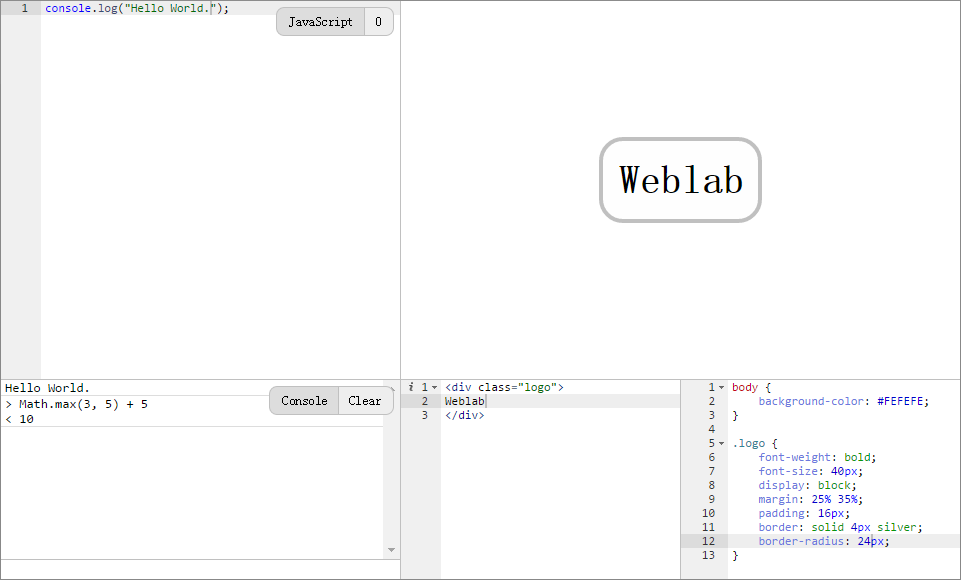 1 console.log("Hello World.");
JavaScript 0
Weblab
Hello World.
> Math.max(3, 5) + 5
< 10
Console Clear
i 1 <div class="logo">
2 Weblab
3 </div>
1 body {
2 background-color: #FEFEFE;
3 }
4
5 .logo {
6 font-weight: bold;
7 font-size: 40px;
8 display: block;
9 margin: 25% 35%;
10 padding: 16px;
11 border: solid 4px silver;
12 border-radius: 24px;
13 }